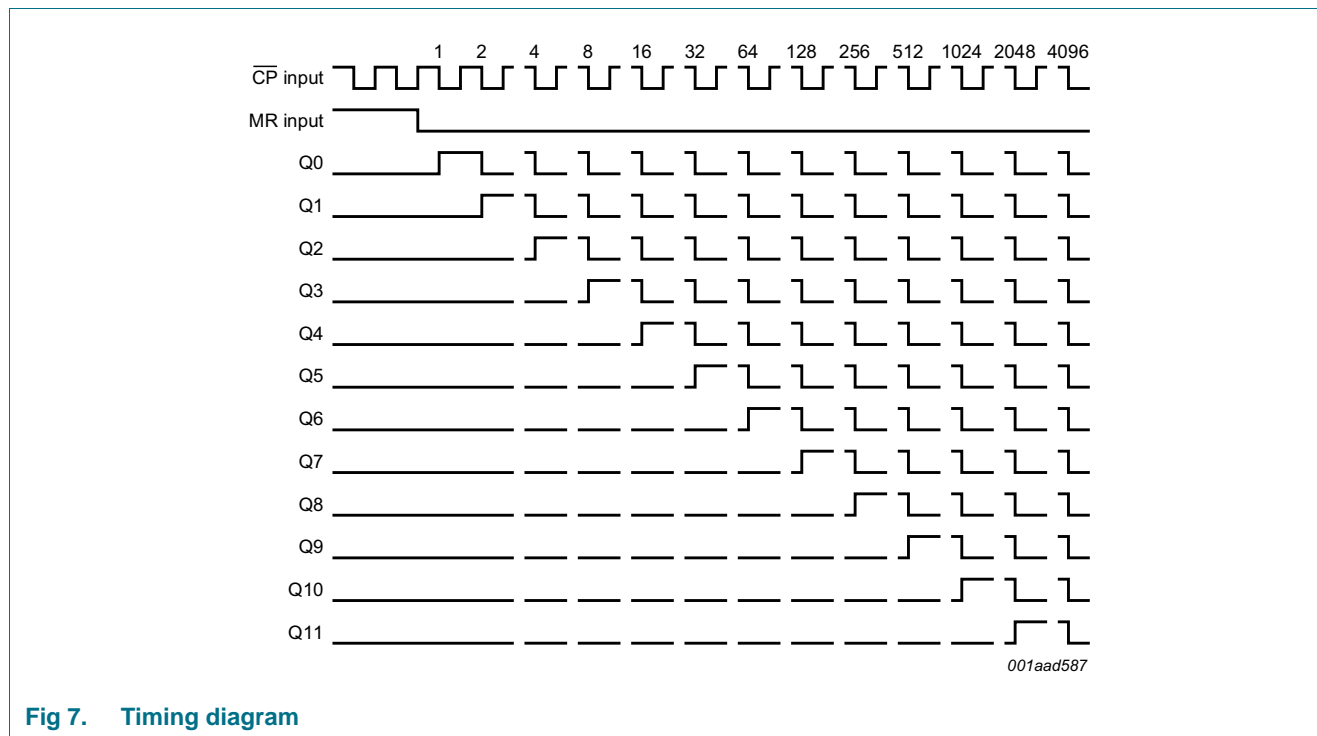 1 2 4 8 16 32 64 128 256 512 1024 2048 4096
CP input
MR input
Q0
Q1
Q2
Q3
Q4
Q5
Q6
Q7
Q8
Q9
Q10
Q11
001aad587
Fig 7. Timing diagram